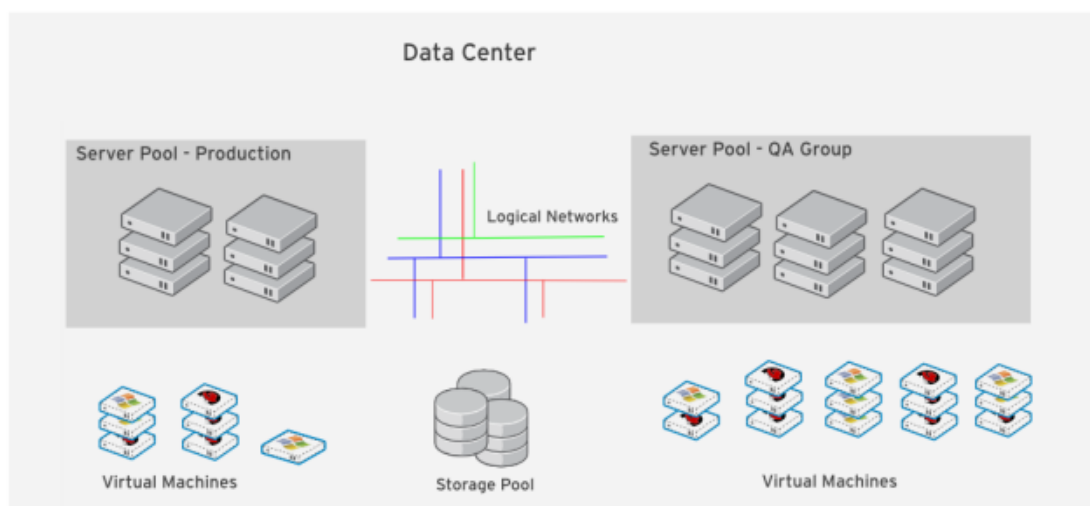 Data Center
Server Pool - Production
Server Pool - QA Group
Logical Networks
Virtual Machines
Storage Pool
Virtual Machines